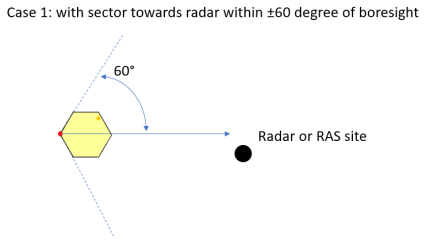 Case 1: with sector towards radar within ±60 degree of boresight
60°
Radar or RAS site